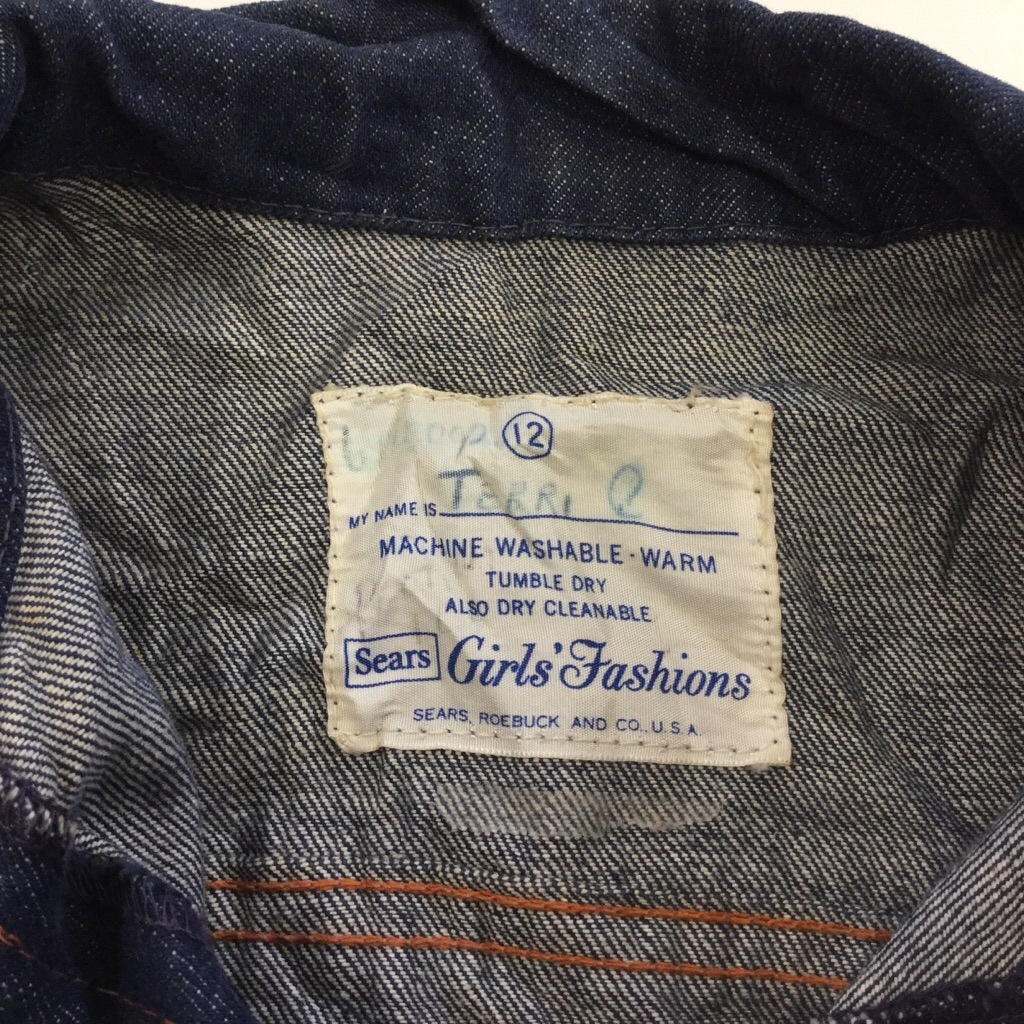 12
TERRI Q
MY NAME IS
MACHINE WASHABLE · WARM
TUMBLE DRY
ALSO DRY CLEANABLE
Sears Girls' Fashions
SEARS, ROEBUCK AND CO., U.S.A.